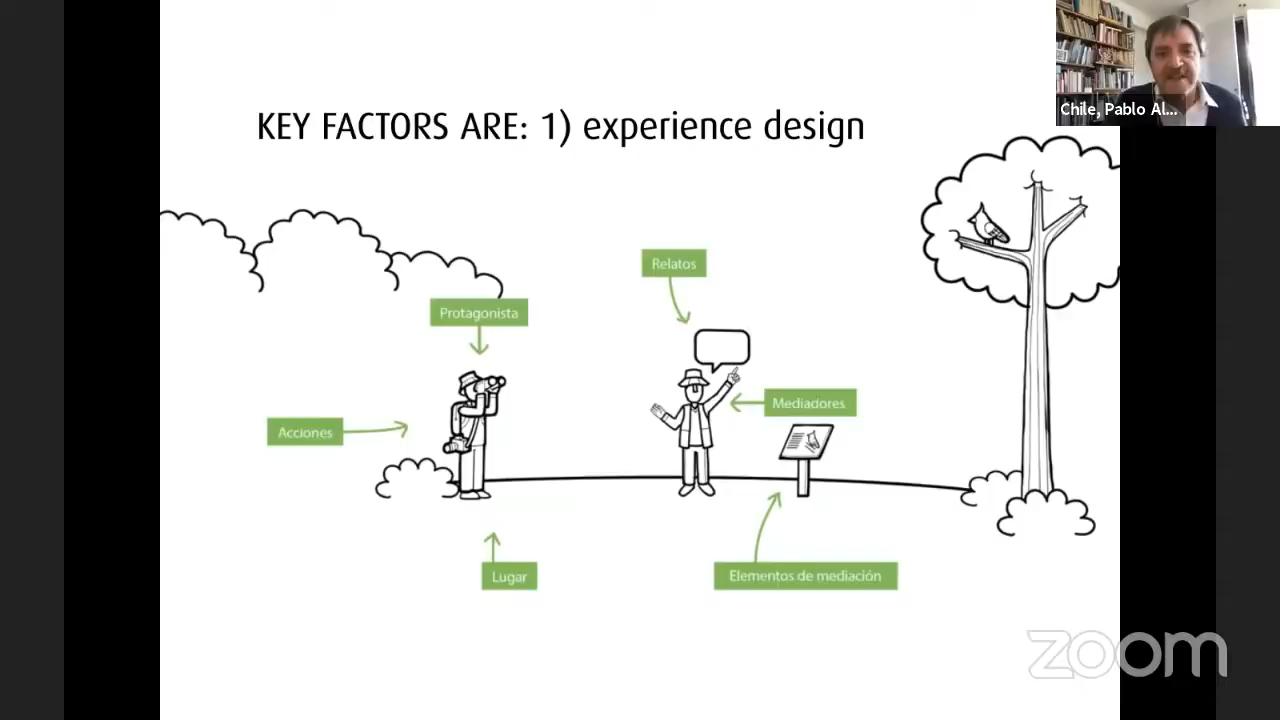 Chile, Pablo Al...
KEY FACTORS ARE: 1) experience design
Relatos
Protagonista
Mediadores
Acciones
Lugar
Elementos de mediación
zoom